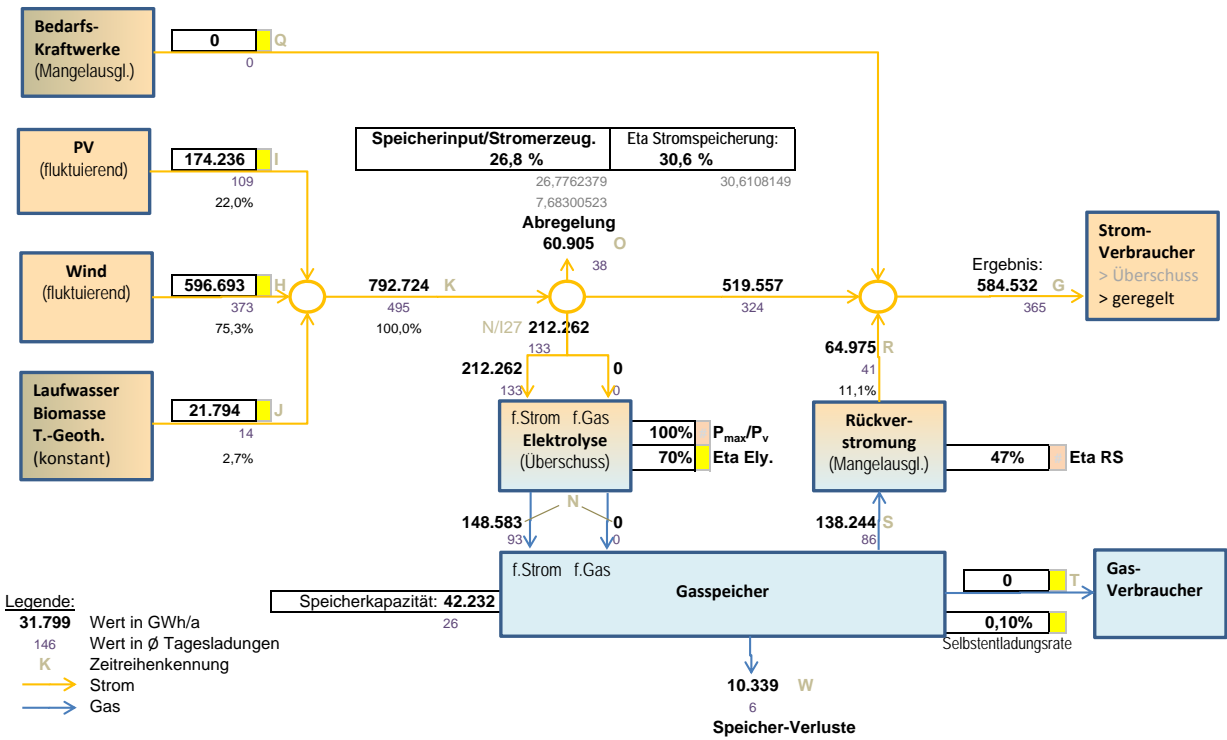 Bedarfs-
Kraftwerke
(Mangelausgl.)
0 Q
0
PV
(fluktuierend)
174.236 I
109
22,0%
Speicherinput/Stromerzeug.
26,8 %
Eta Stromspeicherung:
30,6 %
26,7762379
30,6108149
7,68300523
Abregelung
60.905 O
38
Wind
(fluktuierend)
596.693 H
373
75,3%
792.724 K
495
100,0%
519.557
324
Ergebnis:
584.532 G
365
Strom-
Verbraucher
> Überschuss
> geregelt
N/I27 212.262
133
212.262
133
0
0
64.975 R
41
11,1%
Laufwasser
Biomasse
T.-Geoth.
(konstant)
21.794 J
14
2,7%
f.Strom f.Gas
Elektrolyse
(Überschuss)
100% Pmax/Pv
70% Eta Ely.
Rückver-
stromung
(Mangelausgl.)
47% Eta RS
N
148.583
93
0
0
138.244 S
86
f.Strom f.Gas
Gasspeicher
Speicherkapazität: 42.232
26
0 T
0,10%
Selbstentladungsrate
Gas-
Verbraucher
10.339 W
6
Speicher-Verluste
Legende:
31.799 Wert in GWh/a
146 Wert in Ø Tagesladungen
K Zeitreihenkennung
Strom
Gas